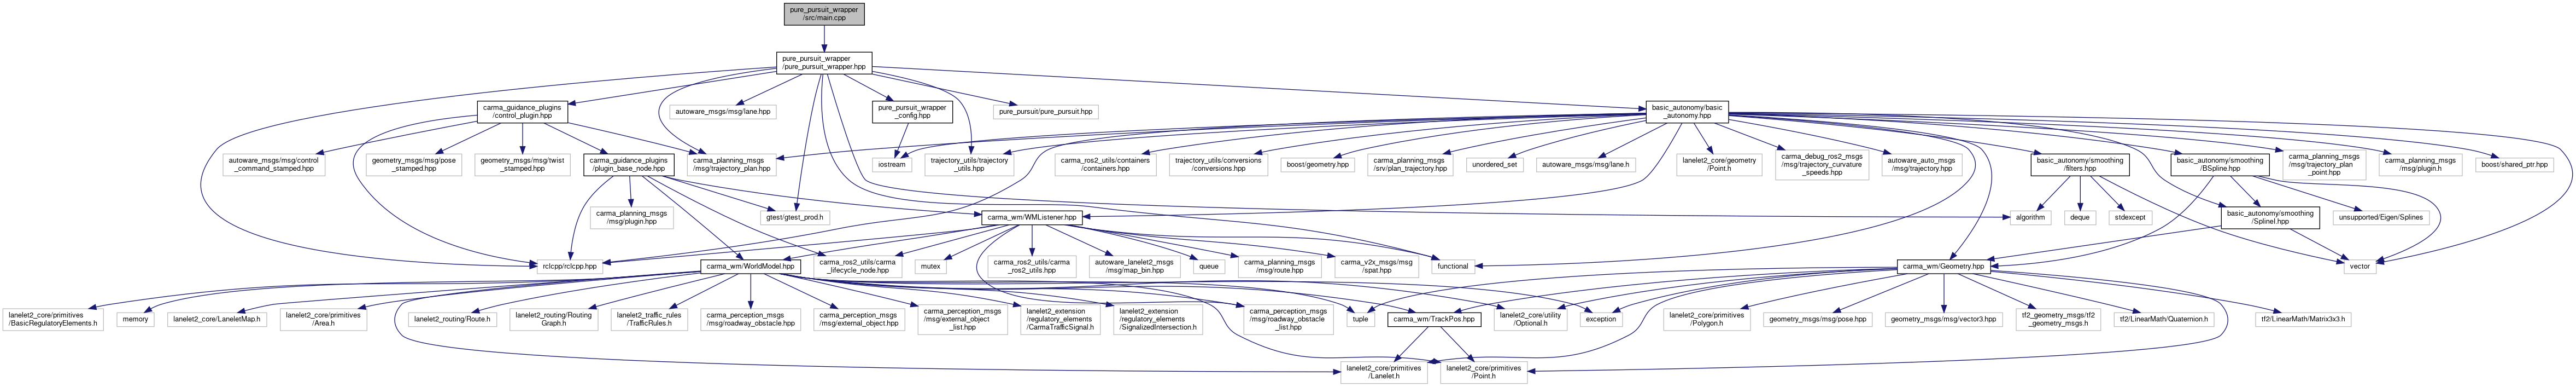 pure_pursuit_wrapper
/src/main.cpp
pure_pursuit_wrapper
/pure_pursuit_wrapper.hpp
carma_guidance_plugins
/control_plugin.hpp
autoware_msgs/msg/lane.hpp
pure_pursuit_wrapper
_config.hpp
pure_pursuit/pure_pursuit.hpp
basic_autonomy/basic
_autonomy.hpp
autoware_msgs/msg/control
_command_stamped.hpp
geometry_msgs/msg/pose
_stamped.hpp
geometry_msgs/msg/twist
_stamped.hpp
carma_guidance_plugins
/plugin_base_node.hpp
carma_planning_msgs
/msg/trajectory_plan.hpp
iostream
trajectory_utils/trajectory
_utils.hpp
carma_ros2_utils/containers
/containers.hpp
trajectory_utils/conversions
/conversions.hpp
boost/geometry.hpp
carma_planning_msgs
/srv/plan_trajectory.hpp
unordered_set
autoware_msgs/msg/lane.h
lanelet2_core/geometry
/Point.h
carma_debug_ros2_msgs
/msg/trajectory_curvature
_speeds.hpp
autoware_auto_msgs
/msg/trajectory.hpp
basic_autonomy/smoothing
/filters.hpp
basic_autonomy/smoothing
/BSpline.hpp
carma_planning_msgs
/msg/trajectory_plan
_point.hpp
carma_planning_msgs
/msg/plugin.h
boost/shared_ptr.hpp
carma_planning_msgs
/msg/plugin.hpp
gtest/gtest_prod.h
carma_wm/WMListener.hpp
algorithm
deque
stdexcept
basic_autonomy/smoothing
/SplineI.hpp
unsupported/Eigen/Splines
rclcpp/rclcpp.hpp
carma_wm/WorldModel.hpp
carma_ros2_utils/carma
_lifecycle_node.hpp
mutex
carma_ros2_utils/carma
_ros2_utils.hpp
autoware_lanelet2_msgs
/msg/map_bin.hpp
queue
carma_planning_msgs
/msg/route.hpp
carma_v2x_msgs/msg
/spat.hpp
functional
carma_wm/Geometry.hpp
vector
lanelet2_core/primitives
/BasicRegulatoryElements.h
memory
lanelet2_core/LaneletMap.h
lanelet2_core/primitives
/Area.h
lanelet2_routing/Route.h
lanelet2_routing/Routing
Graph.h
lanelet2_traffic_rules
/TrafficRules.h
carma_perception_msgs
/msg/roadway_obstacle.hpp
carma_perception_msgs
/msg/external_object.hpp
carma_perception_msgs
/msg/external_object
_list.hpp
lanelet2_extension
/regulatory_elements
/CarmaTrafficSignal.h
lanelet2_extension
/regulatory_elements
/SignalizedIntersection.h
carma_perception_msgs
/msg/roadway_obstacle
_list.hpp
tuple
carma_wm/TrackPos.hpp
lanelet2_core/utility
/Optional.h
exception
lanelet2_core/primitives
/Polygon.h
geometry_msgs/msg/pose.hpp
geometry_msgs/msg/vector3.hpp
tf2_geometry_msgs/tf2
_geometry_msgs.h
tf2/LinearMath/Quaternion.h
tf2/LinearMath/Matrix3x3.h
lanelet2_core/primitives
/Lanelet.h
lanelet2_core/primitives
/Point.h